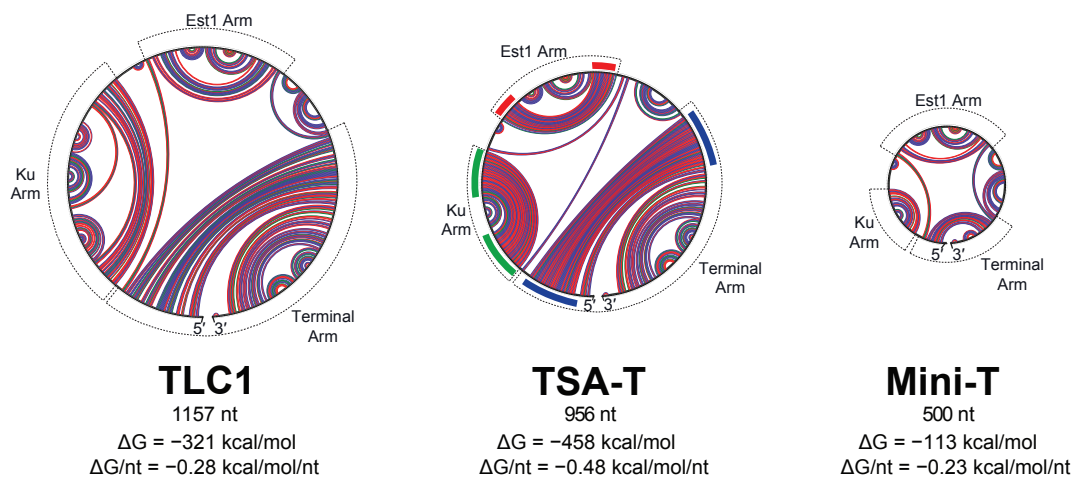 Est1 Arm
Ku
Arm
Terminal
Arm
5′ 3′
TLC1
1157 nt
ΔG = −321 kcal/mol
ΔG/nt = −0.28 kcal/mol/nt
Est1 Arm
Ku
Arm
Terminal
Arm
5′ 3′
TSA-T
956 nt
ΔG = −458 kcal/mol
ΔG/nt = −0.48 kcal/mol/nt
Est1 Arm
Ku
Arm
Terminal
Arm
5′ 3′
Mini-T
500 nt
ΔG = −113 kcal/mol
ΔG/nt = −0.23 kcal/mol/nt